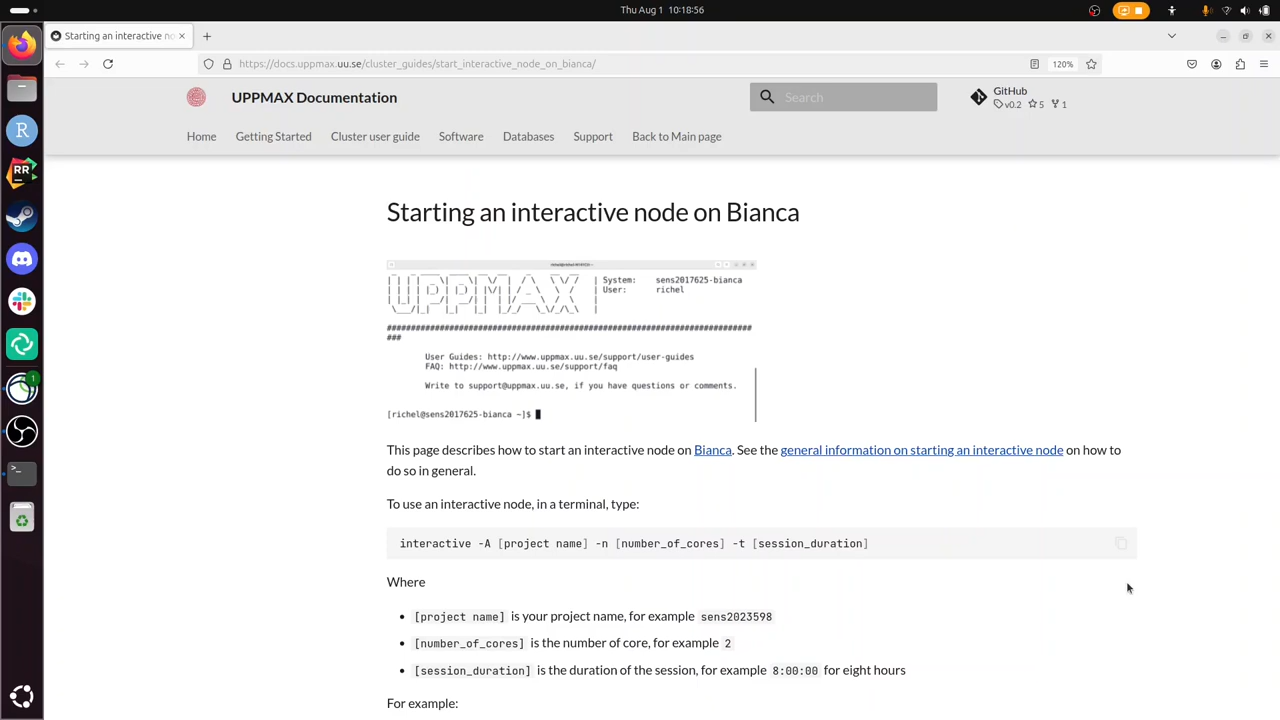 Thu Aug 1 10:18:56
Starting an interactive no
https://docs.uppmax.uu.se/cluster_guides/start_interactive_node_on_bianca/
120%
UPPMAX Documentation
Search
GitHub
v0.2 5 1
Home Getting Started Cluster user guide Software Databases Support Back to Main page
Starting an interactive node on Bianca
System: sens2017625-bianca
User: richel
################################################################################
###
User Guides: http://www.uppmax.uu.se/support/user-guides
FAQ: http://www.uppmax.uu.se/support/faq
Write to support@uppmax.uu.se, if you have questions or comments.
[richel@sens2017625-bianca ~]$
This page describes how to start an interactive node on Bianca. See the general information on starting an interactive node on how to
do so in general.
To use an interactive node, in a terminal, type:
interactive -A [project name] -n [number_of_cores] -t [session_duration]
Where
• [project name] is your project name, for example sens2023598
• [number_of_cores] is the number of core, for example 2
• [session_duration] is the duration of the session, for example 8:00:00 for eight hours
For example:
R
RR
1
>_